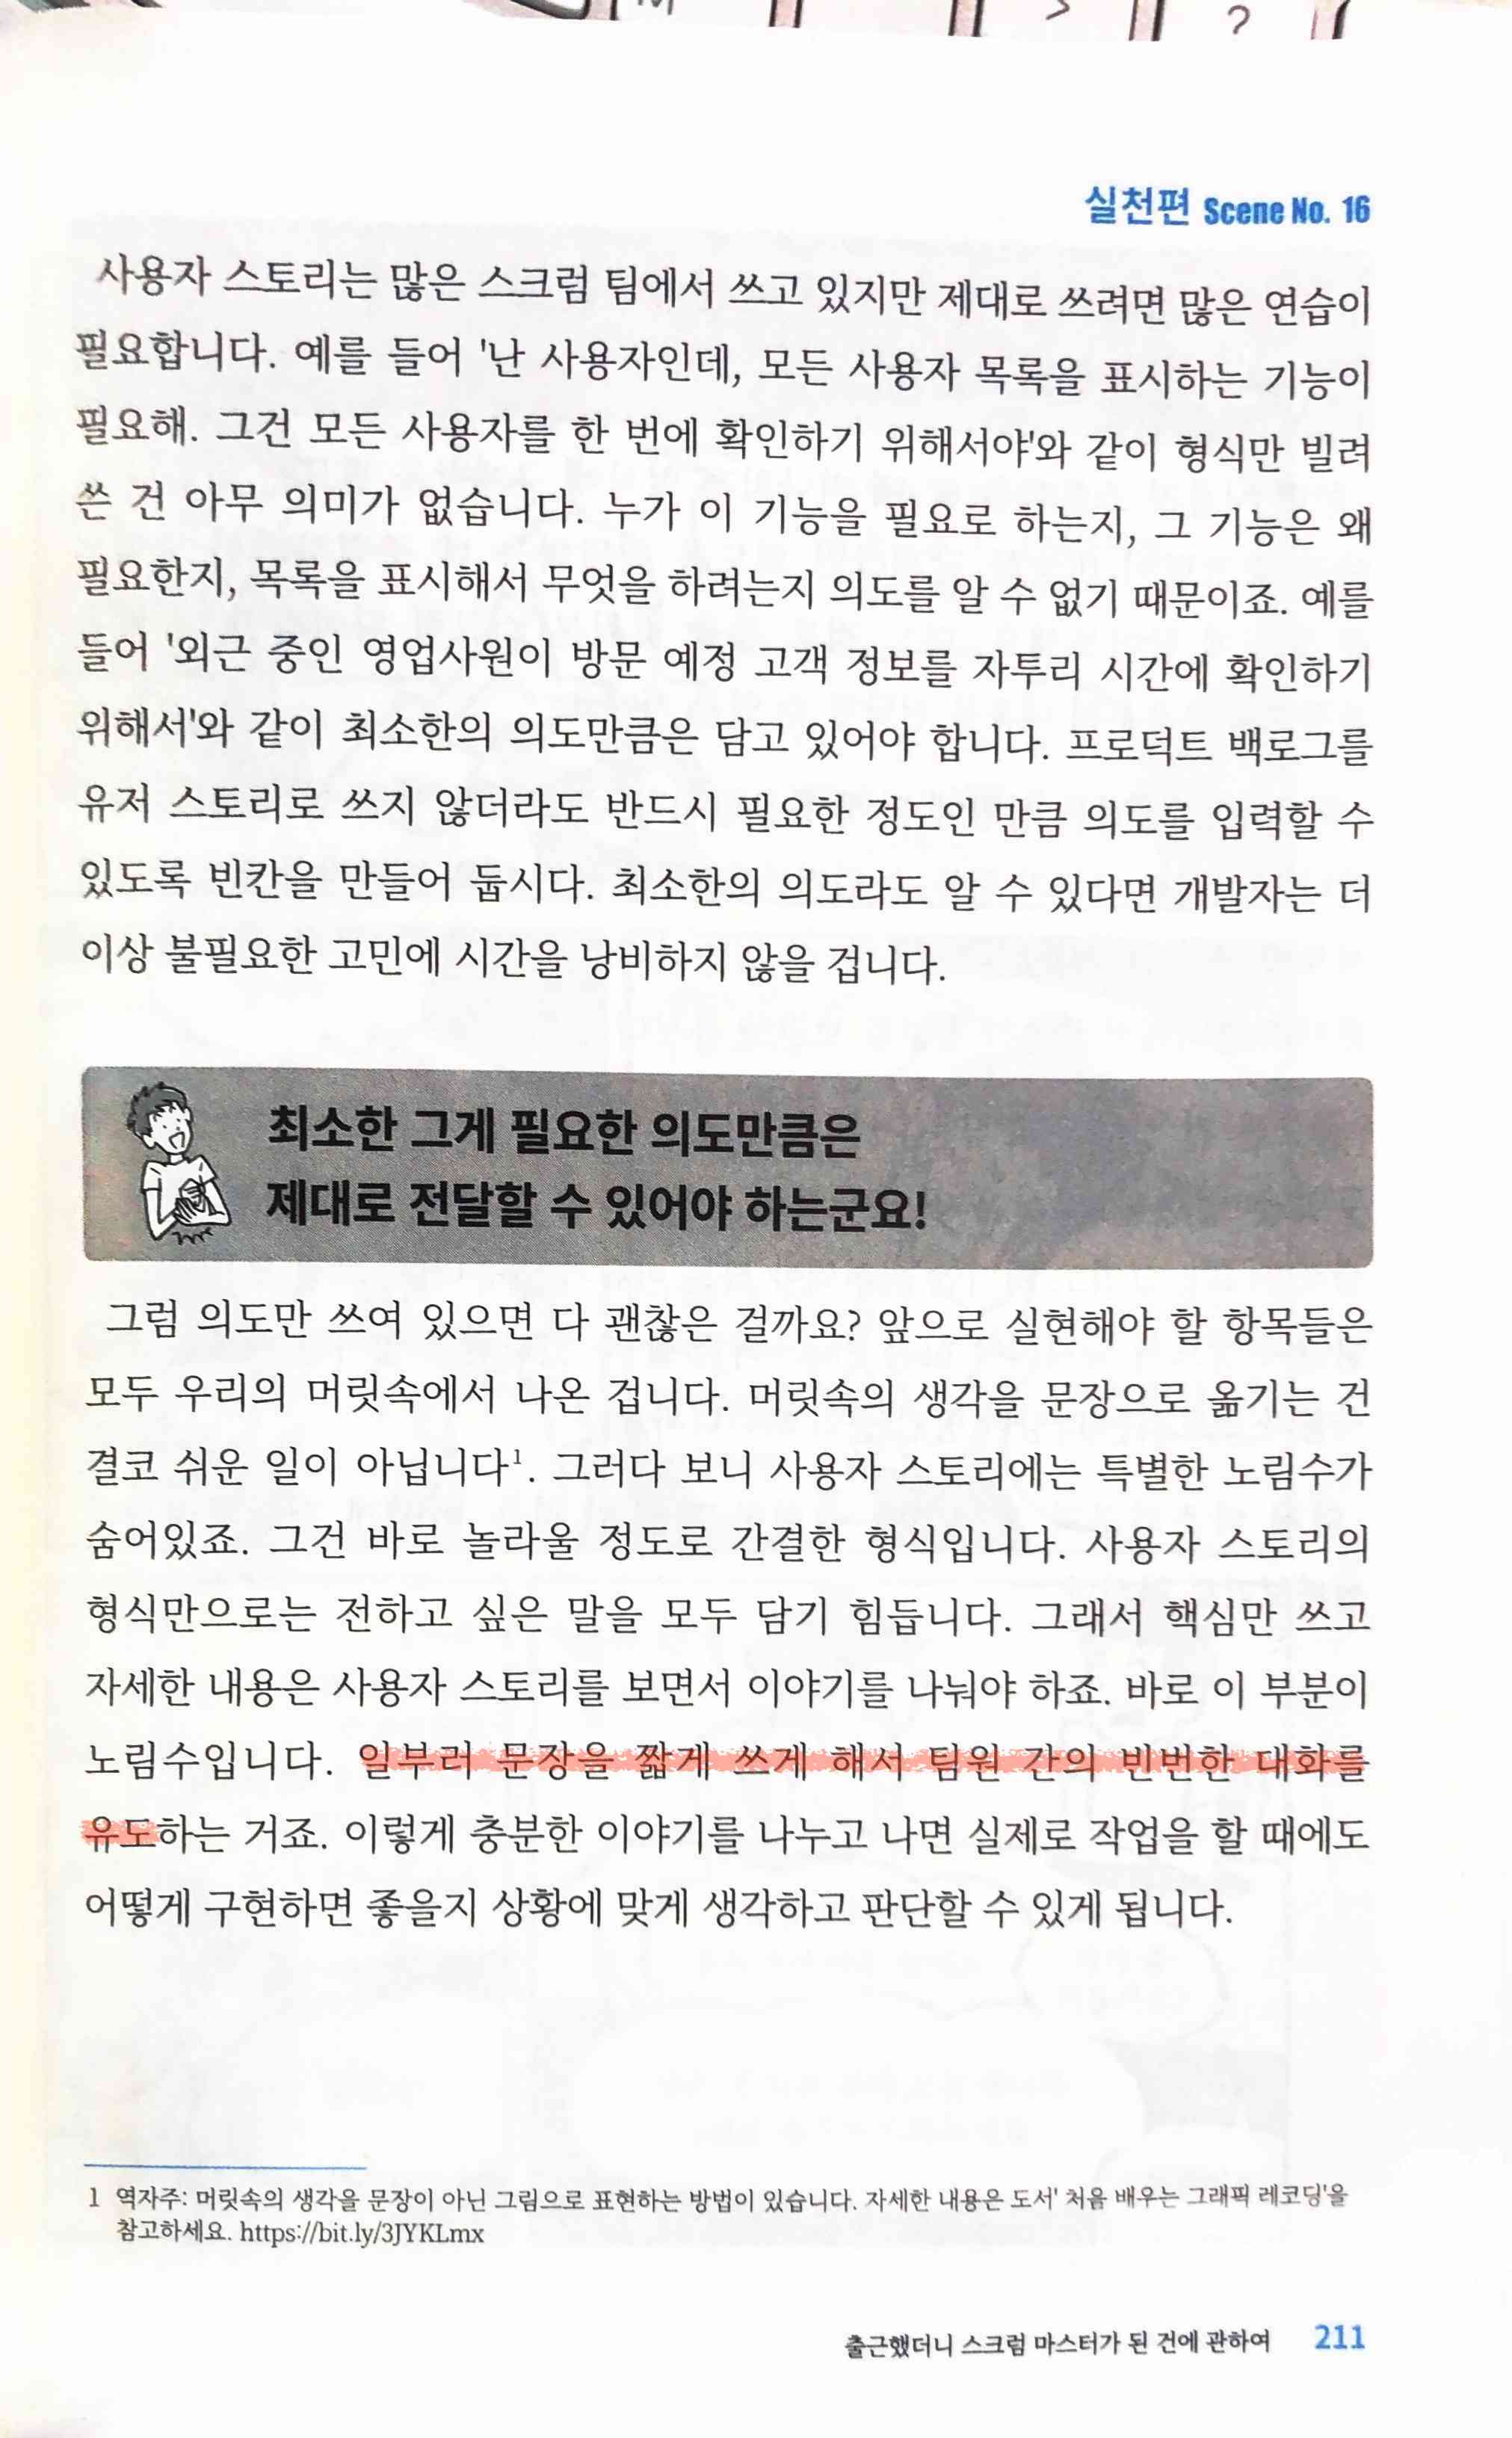 M
>
?
실천편 Scene No. 16
사용자 스토리는 많은 스크럼 팀에서 쓰고 있지만 제대로 쓰려면 많은 연습이
필요합니다. 예를 들어 '난 사용자인데, 모든 사용자 목록을 표시하는 기능이
필요해. 그건 모든 사용자를 한 번에 확인하기 위해서야'와 같이 형식만 빌려
쓴 건 아무 의미가 없습니다. 누가 이 기능을 필요로 하는지, 그 기능은 왜
필요한지, 목록을 표시해서 무엇을 하려는지 의도를 알 수 없기 때문이죠. 예를
들어 '외근 중인 영업사원이 방문 예정 고객 정보를 자투리 시간에 확인하기
위해서'와 같이 최소한의 의도만큼은 담고 있어야 합니다. 프로덕트 백로그를
유저 스토리로 쓰지 않더라도 반드시 필요한 정도인 만큼 의도를 입력할 수
있도록 빈칸을 만들어 둡시다. 최소한의 의도라도 알 수 있다면 개발자는 더
이상 불필요한 고민에 시간을 낭비하지 않을 겁니다.
최소한 그게 필요한 의도만큼은
제대로 전달할 수 있어야 하는군요!
그럼 의도만 쓰여 있으면 다 괜찮은 걸까요? 앞으로 실현해야 할 항목들은
모두 우리의 머릿속에서 나온 겁니다. 머릿속의 생각을 문장으로 옮기는 건
결코 쉬운 일이 아닙니다¹. 그러다 보니 사용자 스토리에는 특별한 노림수가
숨어있죠. 그건 바로 놀라울 정도로 간결한 형식입니다. 사용자 스토리의
형식만으로는 전하고 싶은 말을 모두 담기 힘듭니다. 그래서 핵심만 쓰고
자세한 내용은 사용자 스토리를 보면서 이야기를 나눠야 하죠. 바로 이 부분이
노림수입니다. 일부러 문장을 짧게 쓰게 해서 팀원 간의 빈번한 대화를
유도하는 거죠. 이렇게 충분한 이야기를 나누고 나면 실제로 작업을 할 때에도
어떻게 구현하면 좋을지 상황에 맞게 생각하고 판단할 수 있게 됩니다.
1 역자주: 머릿속의 생각을 문장이 아닌 그림으로 표현하는 방법이 있습니다. 자세한 내용은 도서' 처음 배우는 그래픽 레코딩'을
참고하세요. https://bit.ly/3JYKLmx
출근했더니 스크럼 마스터가 된 건에 관하여 211